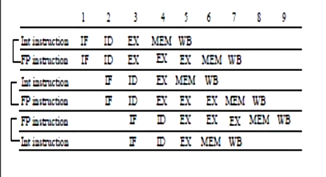 1 2 3 4 5 6 7 8 9
Int instruction IF ID EX MEM WB
FP instruction IF ID EX EX EX MEM WB
Int instruction IF ID EX MEM WB
FP instruction IF ID EX EX EX MEM WB
FP instruction IF ID EX EX EX MEM WB
Int instruction IF ID EX MEM WB